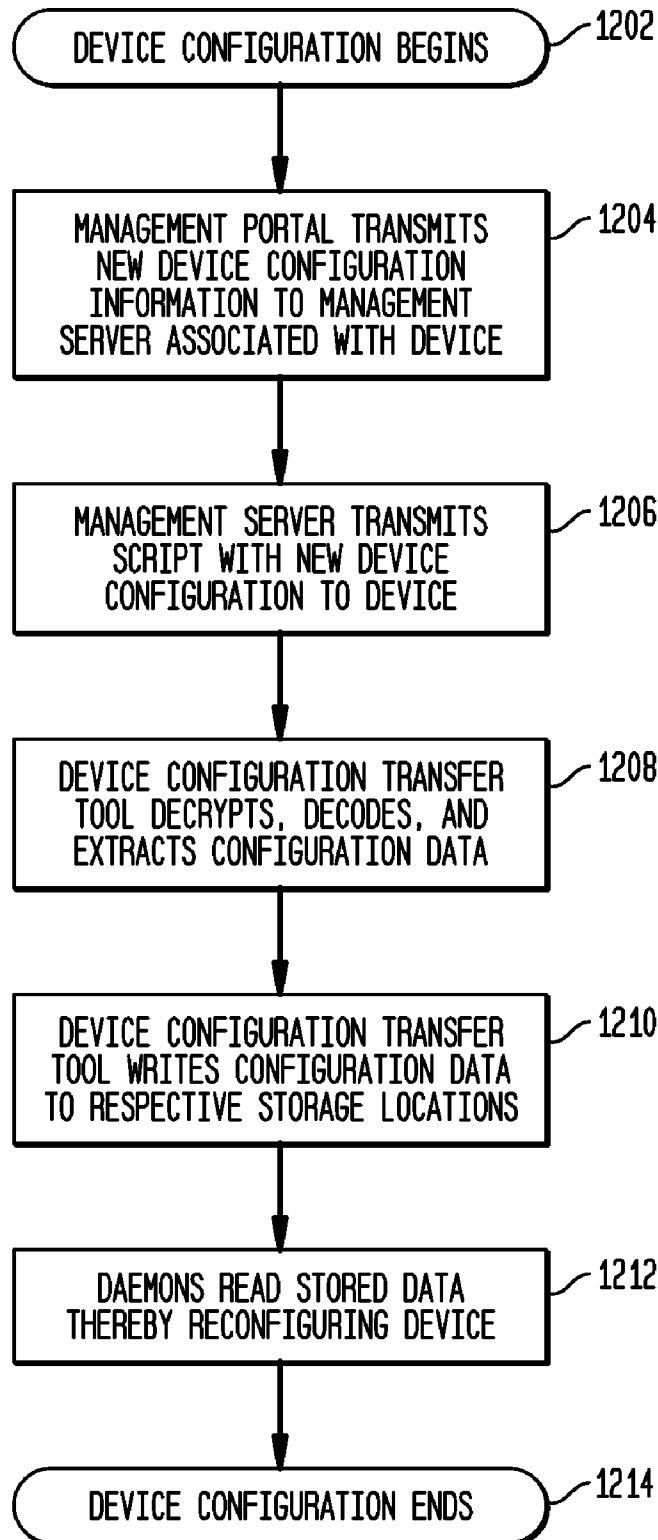 DEVICE CONFIGURATION BEGINS
1202
MANAGEMENT PORTAL TRANSMITS
NEW DEVICE CONFIGURATION
INFORMATION TO MANAGEMENT
SERVER ASSOCIATED WITH DEVICE
1204
MANAGEMENT SERVER TRANSMITS
SCRIPT WITH NEW DEVICE
CONFIGURATION TO DEVICE
1206
DEVICE CONFIGURATION TRANSFER
TOOL DECRYPTS, DECODES, AND
EXTRACTS CONFIGURATION DATA
1208
DEVICE CONFIGURATION TRANSFER
TOOL WRITES CONFIGURATION DATA
TO RESPECTIVE STORAGE LOCATIONS
1210
DAEMONS READ STORED DATA
THEREBY RECONFIGURING DEVICE
1212
DEVICE CONFIGURATION ENDS
1214